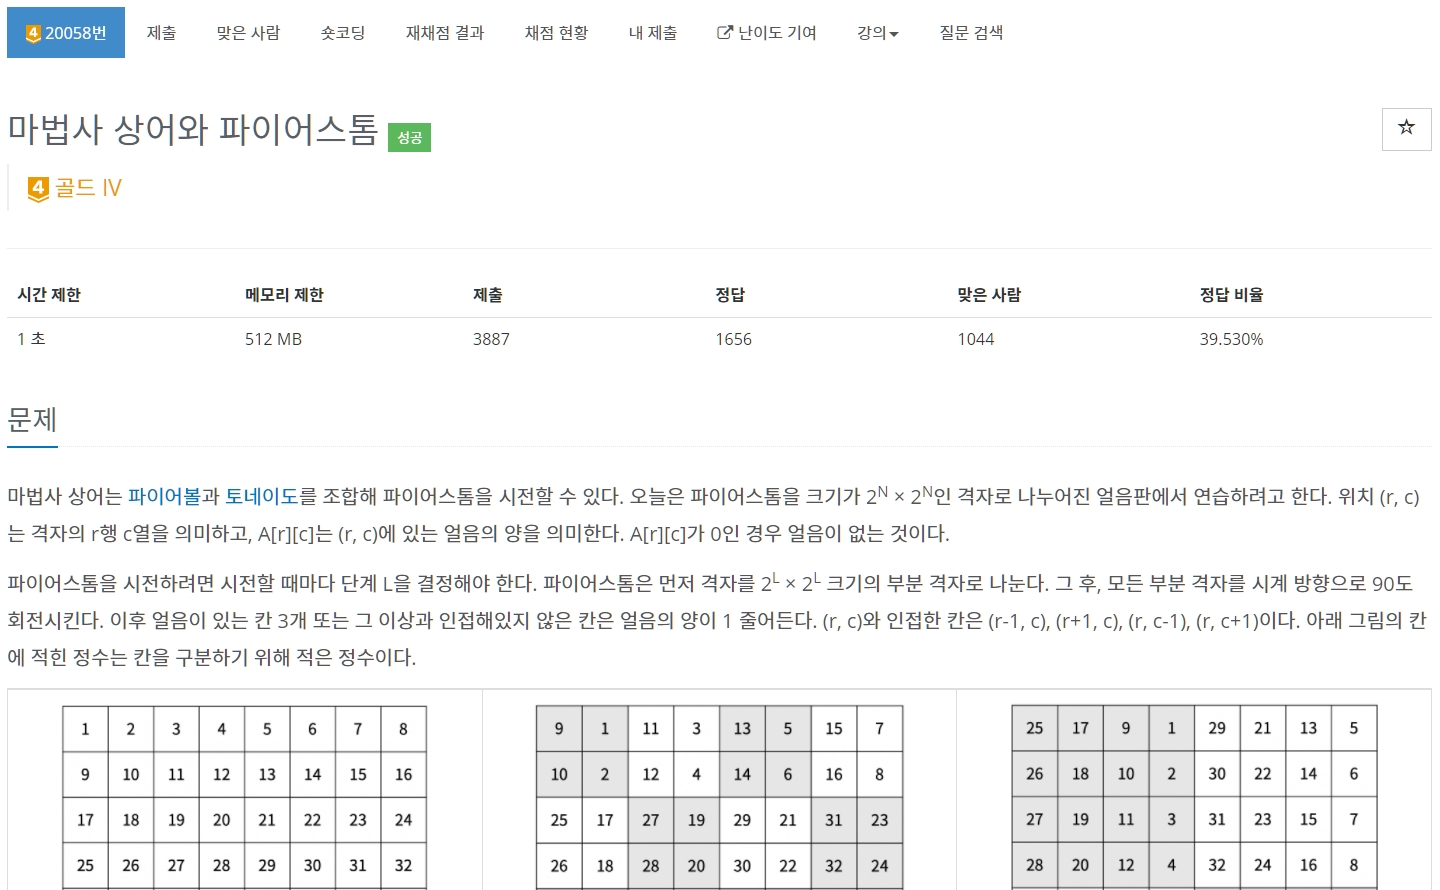 4 20058번 제출 맞은 사람 숏코딩 재채점 결과 채점 현황 내 제출 난이도 기여 강의 질문 검색
마법사 상어와 파이어스톰 성공
4 골드 IV
시간 제한 메모리 제한 제출 정답 맞은 사람 정답 비율
1 초 512 MB 3887 1656 1044 39.530%
문제
마법사 상어는 파이어볼과 토네이도를 조합해 파이어스톰을 시전할 수 있다. 오늘은 파이어스톰을 크기가 2ᴺ × 2ᴺ인 격자로 나누어진 얼음판에서 연습하려고 한다. 위치 (r, c)
는 격자의 r행 c열을 의미하고, A[r][c]는 (r, c)에 있는 얼음의 양을 의미한다. A[r][c]가 0인 경우 얼음이 없는 것이다.
파이어스톰을 시전하려면 시전할 때마다 단계 L을 결정해야 한다. 파이어스톰은 먼저 격자를 2ᴸ × 2ᴸ 크기의 부분 격자로 나눈다. 그 후, 모든 부분 격자를 시계 방향으로 90도
회전시킨다. 이후 얼음이 있는 칸 3개 또는 그 이상과 인접해있지 않은 칸은 얼음의 양이 1 줄어든다. (r, c)와 인접한 칸은 (r-1, c), (r+1, c), (r, c-1), (r, c+1)이다. 아래 그림의 칸
에 적힌 정수는 칸을 구분하기 위해 적은 정수이다.
1 2 3 4 5 6 7 8
9 10 11 12 13 14 15 16
17 18 19 20 21 22 23 24
25 26 27 28 29 30 31 32
9 1 11 3 13 5 15 7
10 2 12 4 14 6 16 8
25 17 27 19 29 21 31 23
26 18 28 20 30 22 32 24
25 17 9 1 29 21 13 5
26 18 10 2 30 22 14 6
27 19 11 3 31 23 15 7
28 20 12 4 32 24 16 8